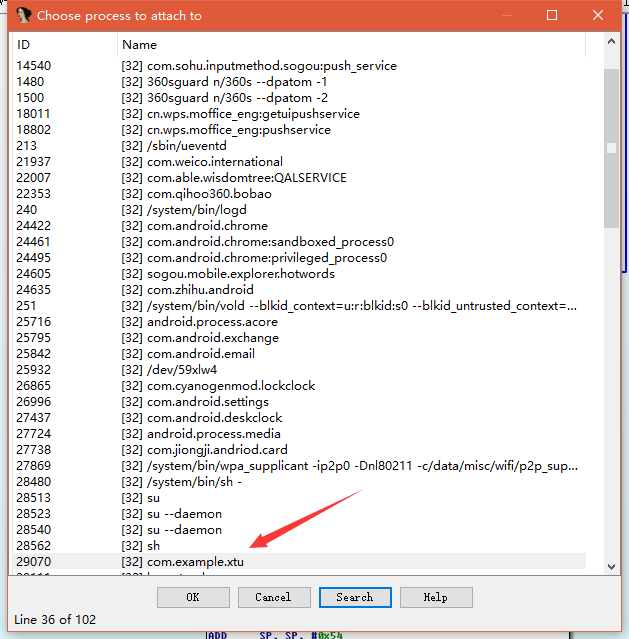 Choose process to attach to
ID Name
14540 [32] com.sohu.inputmethod.sogou:push_service
1480 [32] 360sguard n/360s --dpatom -1
1500 [32] 360sguard n/360s --dpatom -2
18011 [32] cn.wps.moffice_eng:getuipushservice
18802 [32] cn.wps.moffice_eng:pushservice
213 [32] /sbin/ueventd
21937 [32] com.weico.international
22007 [32] com.able.wisdomtree:QALSERVICE
22353 [32] com.qihoo360.bobao
240 [32] /system/bin/logd
24422 [32] com.android.chrome
24461 [32] com.android.chrome:sandboxed_process0
24495 [32] com.android.chrome:privileged_process0
24605 [32] sogou.mobile.explorer.hotwords
24635 [32] com.zhihu.android
251 [32] /system/bin/vold --blkid_context=u:r:blkid:s0 --blkid_untrusted_context=...
25716 [32] android.process.acore
25795 [32] com.android.exchange
25842 [32] com.android.email
25932 [32] /dev/59xlw4
26865 [32] com.cyanogenmod.lockclock
26996 [32] com.android.settings
27437 [32] com.android.deskclock
27724 [32] android.process.media
27738 [32] com.jiongji.andriod.card
27869 [32] /system/bin/wpa_supplicant -ip2p0 -Dnl80211 -c/data/misc/wifi/p2p_sup...
28480 [32] /system/bin/sh -
28513 [32] su
28523 [32] su --daemon
28540 [32] su --daemon
28562 [32] sh
29070 [32] com.example.xtu
OK Cancel Search Help
Line 36 of 102
ADD SP, SP, #0x54